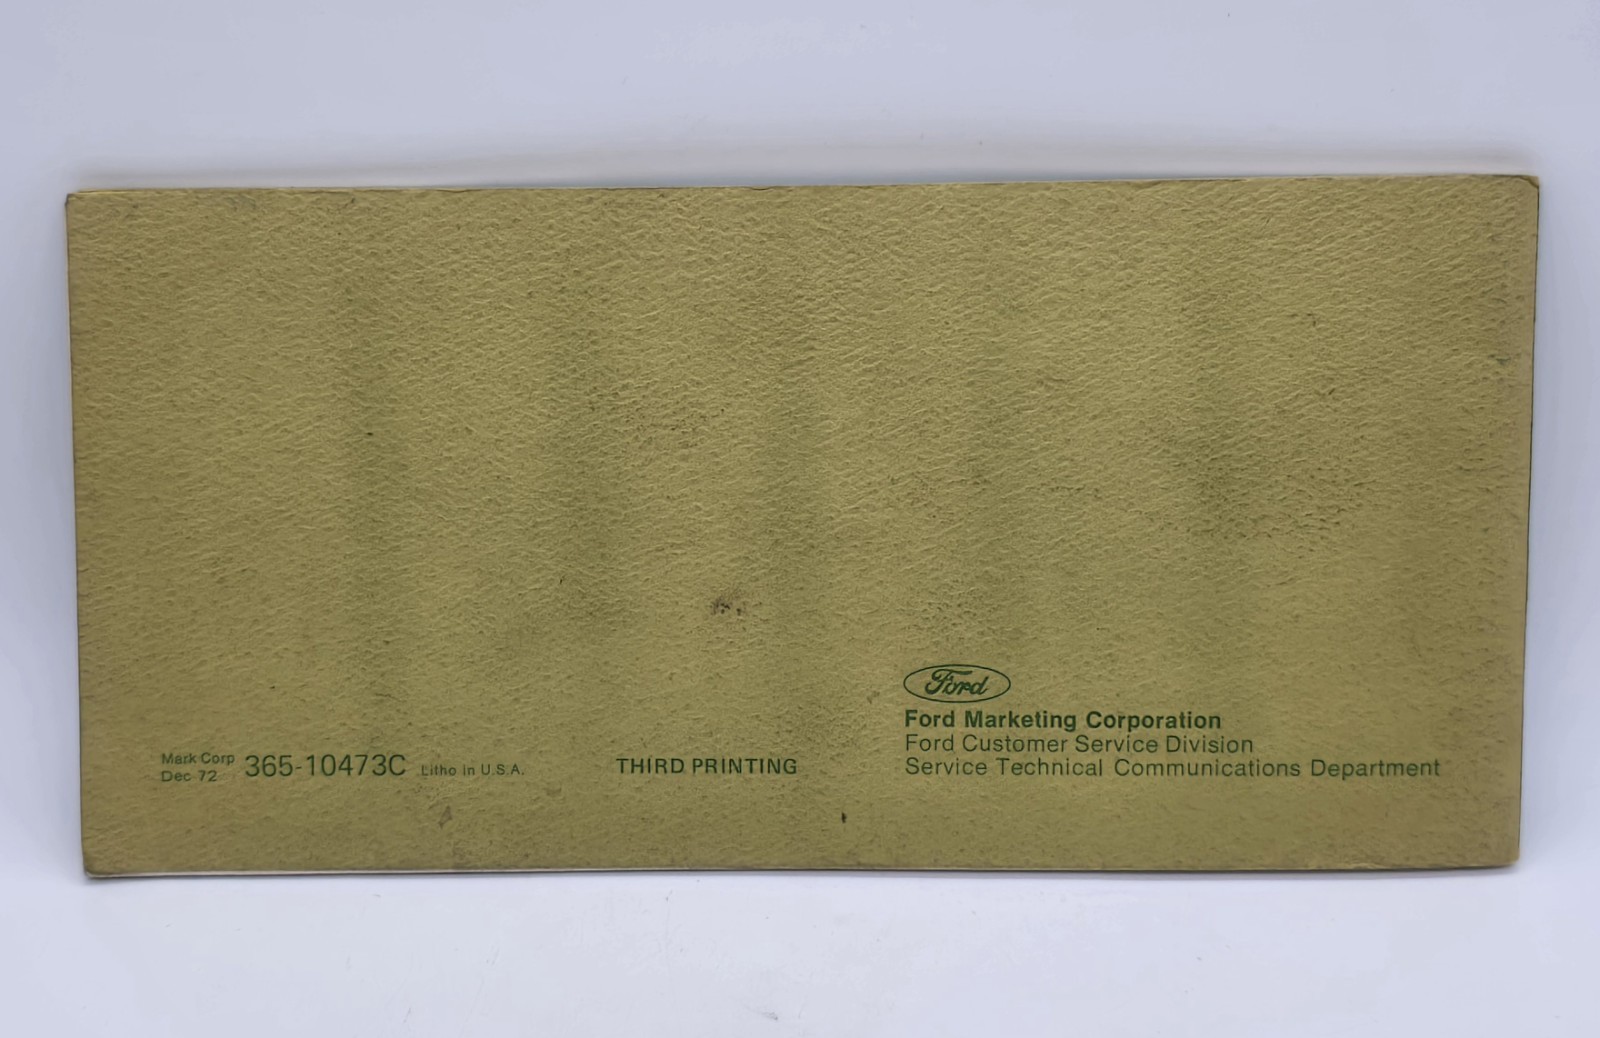 Ford
Ford Marketing Corporation
Ford Customer Service Division
Service Technical Communications Department
Mark Corp
Dec 72
365-10473C
Litho in U.S.A.
THIRD PRINTING